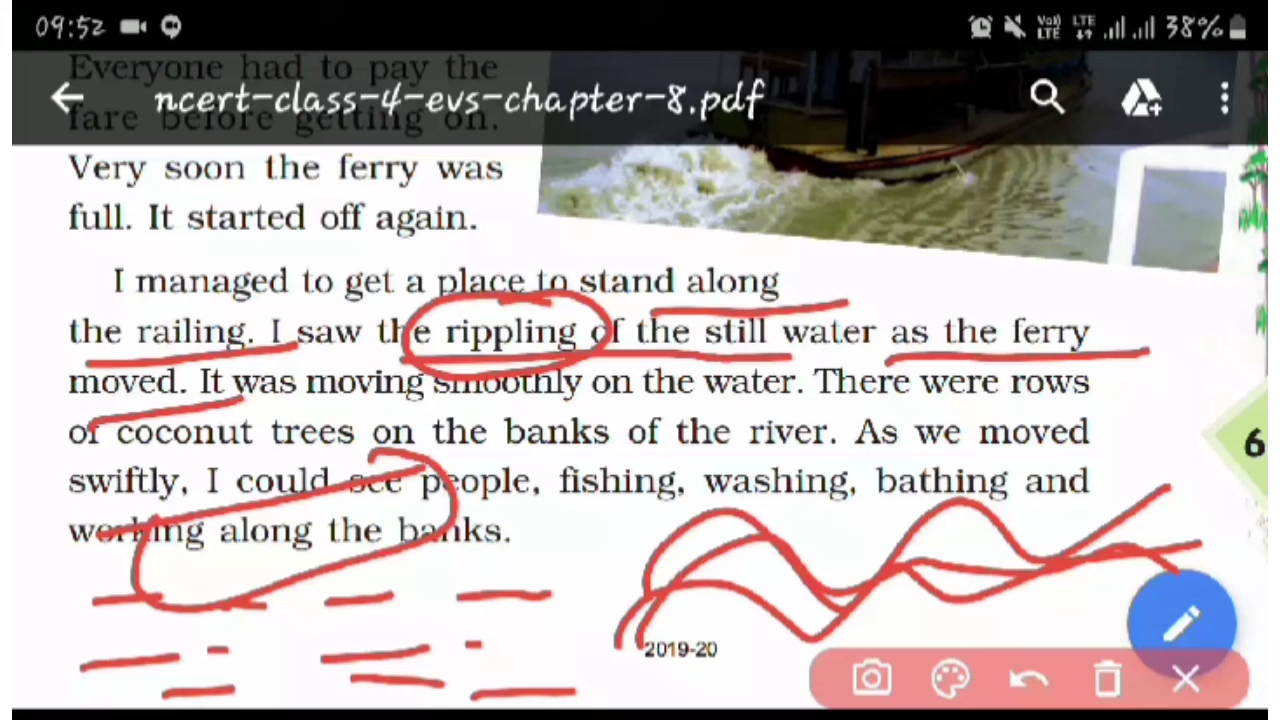 09:52
Vo) LTE LTE 38%
Everyone had to pay the
ncert-class-4-evs-chapter-8.pdf
fare before getting on.
Very soon the ferry was
full. It started off again.
I managed to get a place to stand along
the railing. I saw the rippling of the still water as the ferry
moved. It was moving smoothly on the water. There were rows
of coconut trees on the banks of the river. As we moved
swiftly, I could see people, fishing, washing, bathing and
working along the banks.
6
2019-20